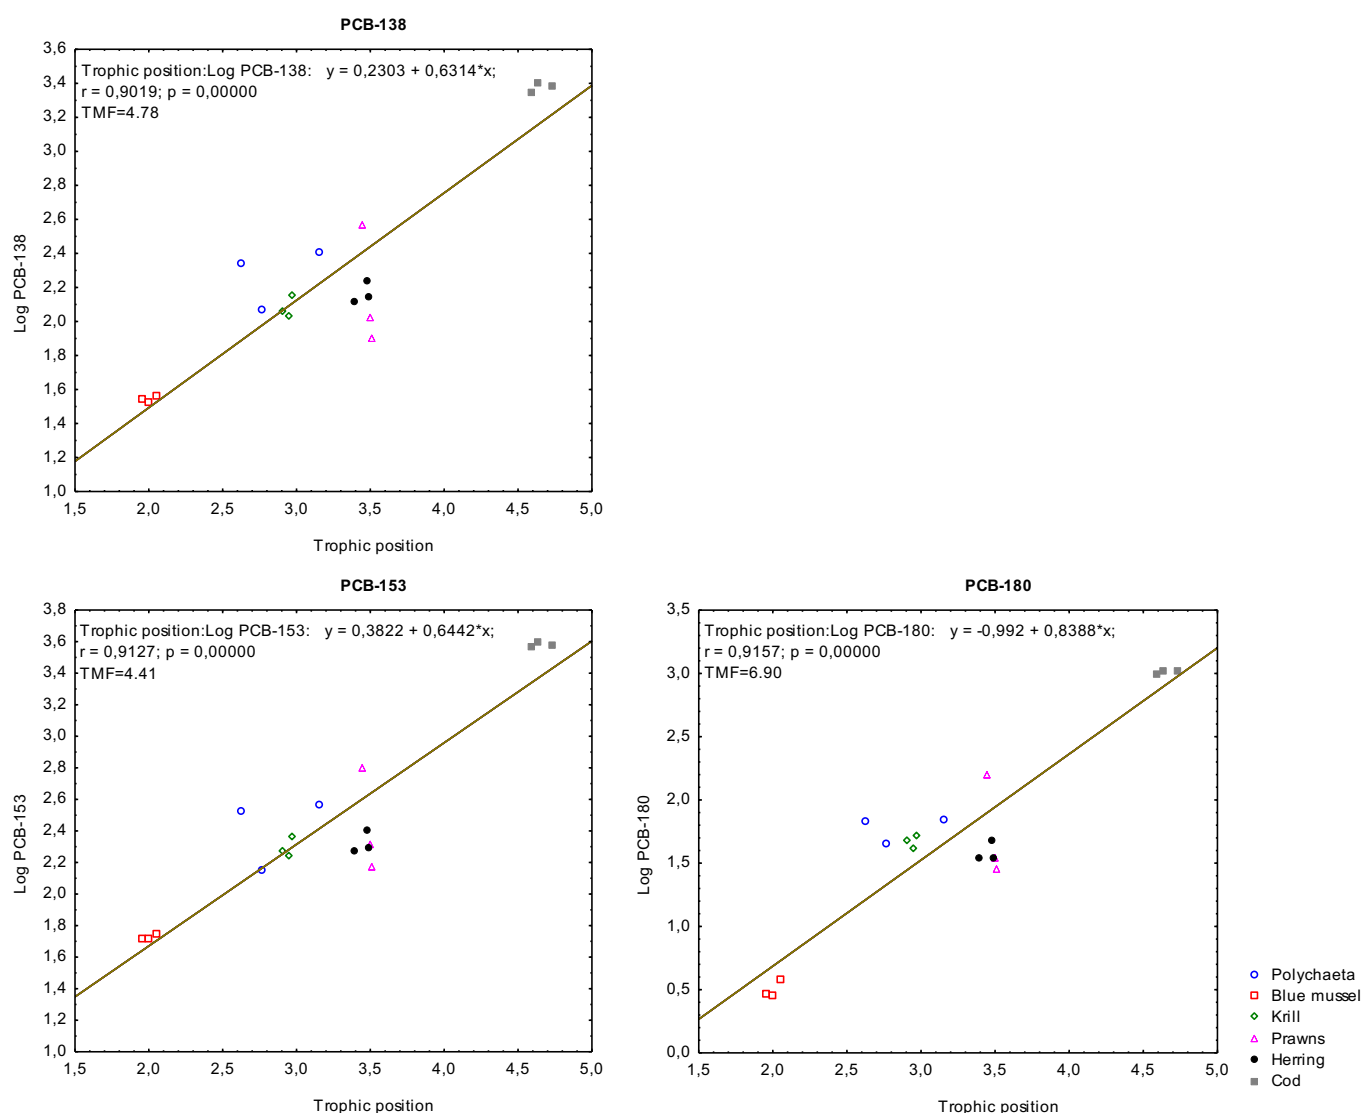 PCB-138
Trophic position:Log PCB-138: y = 0,2303 + 0,6314*x;
r = 0,9019; p = 0,00000
TMF=4.78
3,6
3,4
3,2
3,0
2,8
2,6
2,4
2,2
2,0
1,8
1,6
1,4
1,2
1,0
Log PCB-138
1,5 2,0 2,5 3,0 3,5 4,0 4,5 5,0
Trophic position
PCB-153
Trophic position:Log PCB-153: y = 0,3822 + 0,6442*x;
r = 0,9127; p = 0,00000
TMF=4.41
3,8
3,6
3,4
3,2
3,0
2,8
2,6
2,4
2,2
2,0
1,8
1,6
1,4
1,2
1,0
Log PCB-153
1,5 2,0 2,5 3,0 3,5 4,0 4,5 5,0
Trophic position
PCB-180
Trophic position:Log PCB-180: y = -0,992 + 0,8388*x;
r = 0,9157; p = 0,00000
TMF=6.90
3,5
3,0
2,5
2,0
1,5
1,0
0,5
0,0
Log PCB-180
1,5 2,0 2,5 3,0 3,5 4,0 4,5 5,0
Trophic position
Polychaeta
Blue mussel
Krill
Prawns
Herring
Cod